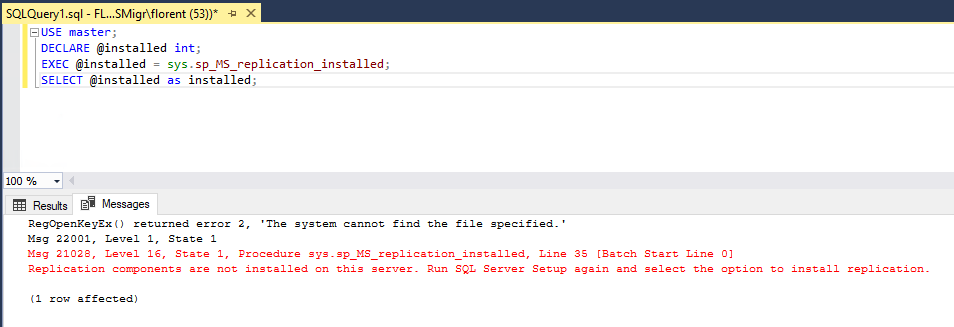 SQLQuery1.sql - FL...SMigr\florent (53))*
USE master;
DECLARE @installed int;
EXEC @installed = sys.sp_MS_replication_installed;
SELECT @installed as installed;
100 %
Results Messages
RegOpenKeyEx() returned error 2, 'The system cannot find the file specified.'
Msg 22001, Level 1, State 1
Msg 21028, Level 16, State 1, Procedure sys.sp_MS_replication_installed, Line 35 [Batch Start Line 0]
Replication components are not installed on this server. Run SQL Server Setup again and select the option to install replication.
(1 row affected)